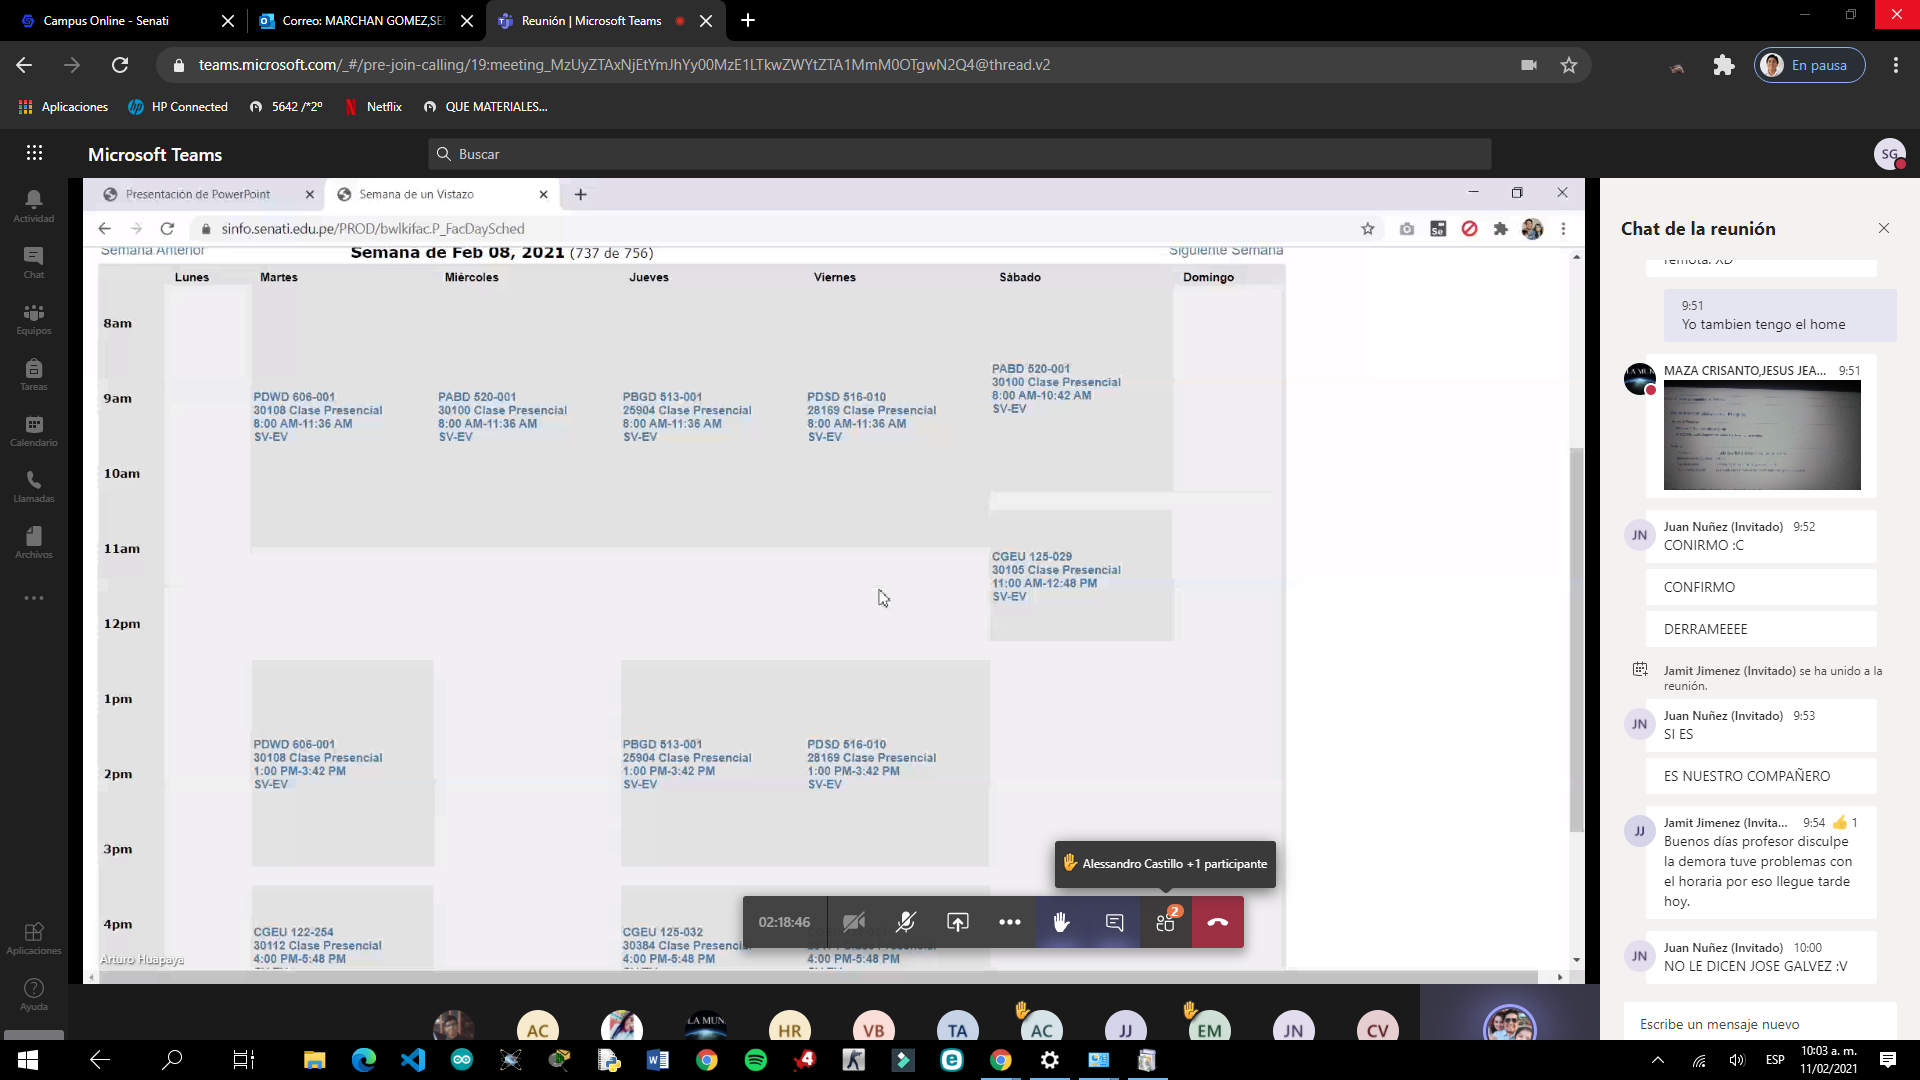 Campus Online - Senati
Correo: MARCHAN GOMEZ,SE
Reunión | Microsoft Teams
teams.microsoft.com/_#/pre-join-calling/19:meeting_MzUyZTAxNjEtYmJhYy00MzE1LTkwZWYtZTA1MmM0OTgwN2Q4@thread.v2
En pausa
Aplicaciones
HP Connected
5642 /*2º
Netflix
QUE MATERIALES...
Microsoft Teams
Buscar
SG
Actividad
Chat
Equipos
Tareas
Calendario
Llamadas
Archivos
Aplicaciones
Ayuda
Presentación de PowerPoint
Semana de un Vistazo
sinfo.senati.edu.pe/PROD/bwlkifac.P_FacDaySched
Semana Anterior
Semana de Feb 08, 2021 (737 de 756)
Siguiente Semana
Lunes Martes Miércoles Jueves Viernes Sábado Domingo
8am
9am
10am
11am
12pm
1pm
2pm
3pm
4pm
PDWD 606-001
30108 Clase Presencial
8:00 AM-11:36 AM
SV-EV
PABD 520-001
30100 Clase Presencial
8:00 AM-11:36 AM
SV-EV
PBGD 513-001
25904 Clase Presencial
8:00 AM-11:36 AM
SV-EV
PDSD 516-010
28169 Clase Presencial
8:00 AM-11:36 AM
SV-EV
PABD 520-001
30100 Clase Presencial
8:00 AM-10:42 AM
SV-EV
CGEU 125-029
30105 Clase Presencial
11:00 AM-12:48 PM
SV-EV
PDWD 606-001
30108 Clase Presencial
1:00 PM-3:42 PM
SV-EV
PBGD 513-001
25904 Clase Presencial
1:00 PM-3:42 PM
SV-EV
PDSD 516-010
28169 Clase Presencial
1:00 PM-3:42 PM
SV-EV
CGEU 122-254
30112 Clase Presencial
4:00 PM-5:48 PM
CGEU 125-032
30384 Clase Presencial
4:00 PM-5:48 PM
4:00 PM-5:48 PM
Arturo Huapaya
Alessandro Castillo +1 participante
02:18:46
2
AC
LA MUN
HR
VB
TA
AC
JJ
EM
JN
CV
Chat de la reunión
remota. XD
9:51
Yo tambien tengo el home
MAZA CRISANTO,JESUS JEA... 9:51
JN
Juan Nuñez (Invitado) 9:52
CONIRMO :C
CONFIRMO
DERRAMEEEE
Jamit Jimenez (Invitado) se ha unido a la
reunión.
JN
Juan Nuñez (Invitado) 9:53
SI ES
ES NUESTRO COMPAÑERO
JJ
Jamit Jimenez (Invita... 9:54 👍 1
Buenos días profesor disculpe
la demora tuve problemas con
el horaria por eso llegue tarde
hoy.
JN
Juan Nuñez (Invitado) 10:00
NO LE DICEN JOSE GALVEZ :V
Escribe un mensaje nuevo
ESP
10:03 a. m.
11/02/2021